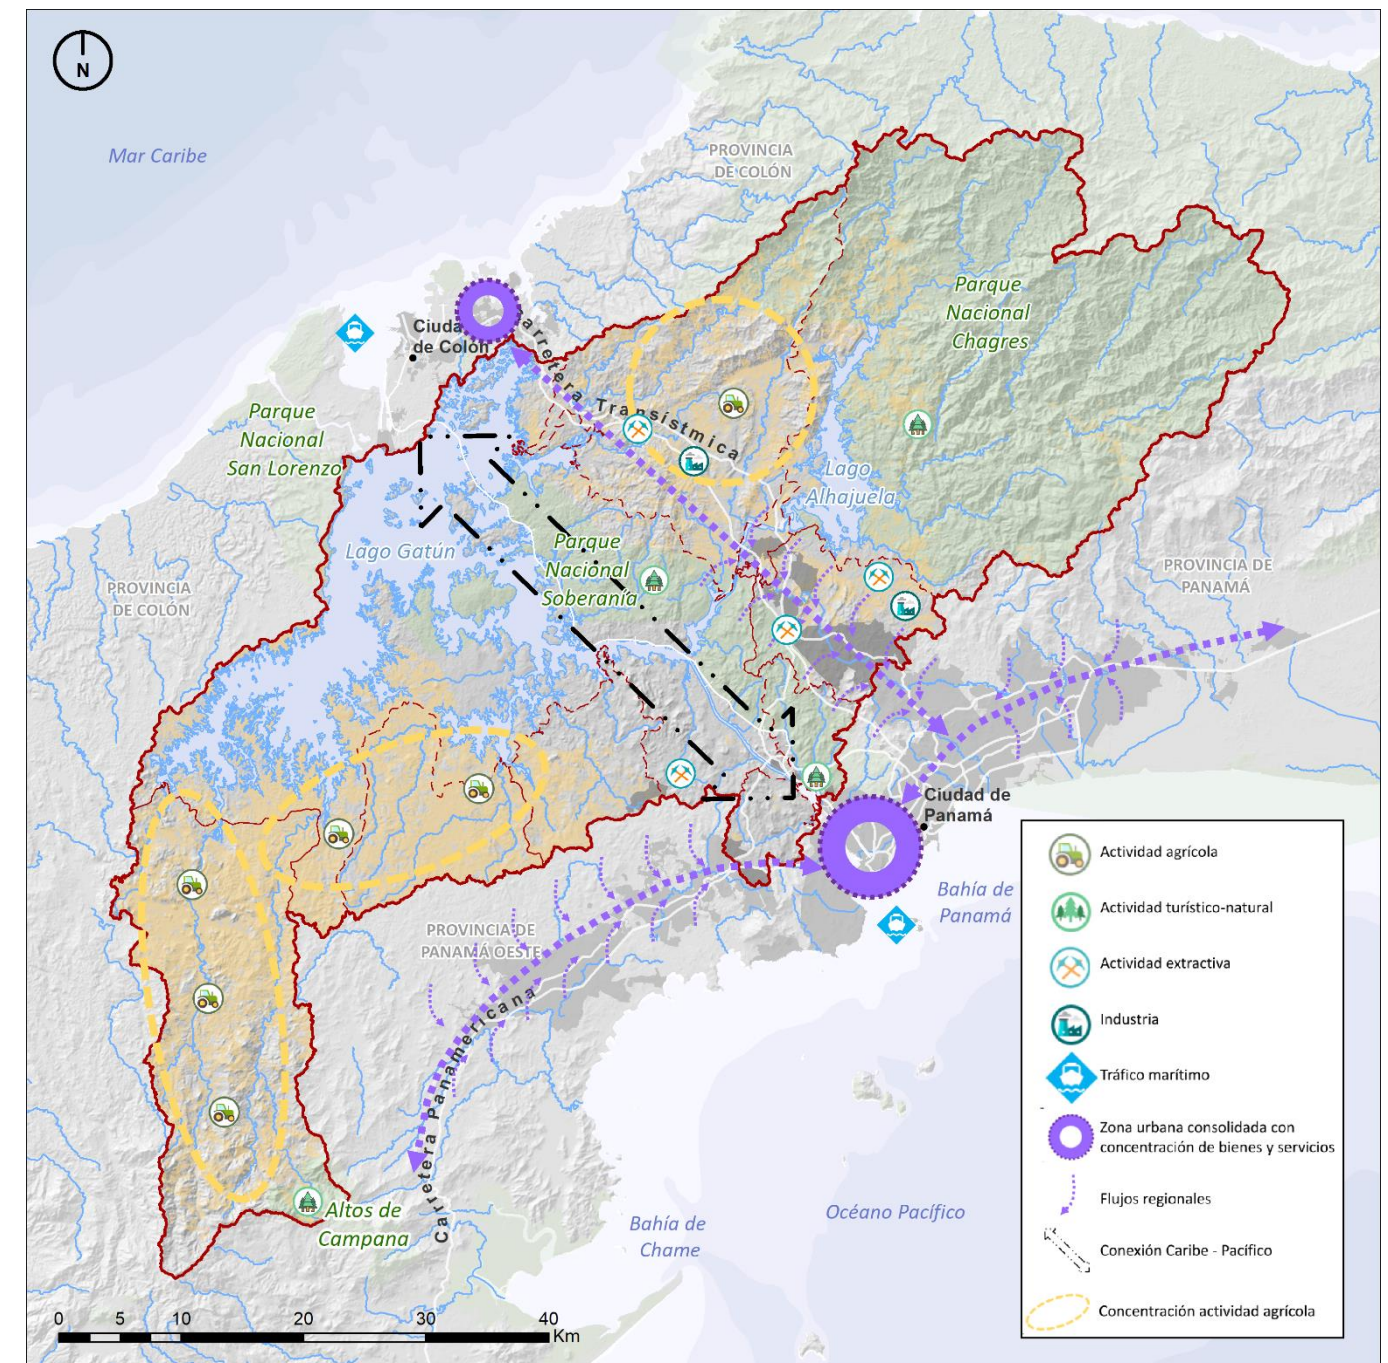 N
Mar Caribe
PROVINCIA
DE COLÓN
Parque
Nacional
Chagres
Ciuda
de Colón
Carretera Transístmica
Parque
Nacional
San Lorenzo
Lago
Alhajuela
Lago Gatún
Parque
Nacional
Soberanía
PROVINCIA
DE COLÓN
PROVINCIA DE
PANAMÁ
Ciudad de
Panamá
Bahía de
Panamá
PROVINCIA DE
PANAMÁ OESTE
Carretera Panamericana
Altos de
Campana
Bahía de
Chame
Océano Pacífico
Actividad agrícola
Actividad turístico-natural
Actividad extractiva
Industria
Tráfico marítimo
Zona urbana consolidada con
concentración de bienes y servicios
Flujos regionales
Conexión Caribe - Pacífico
Concentración actividad agrícola
0 5 10 20 30 40
Km